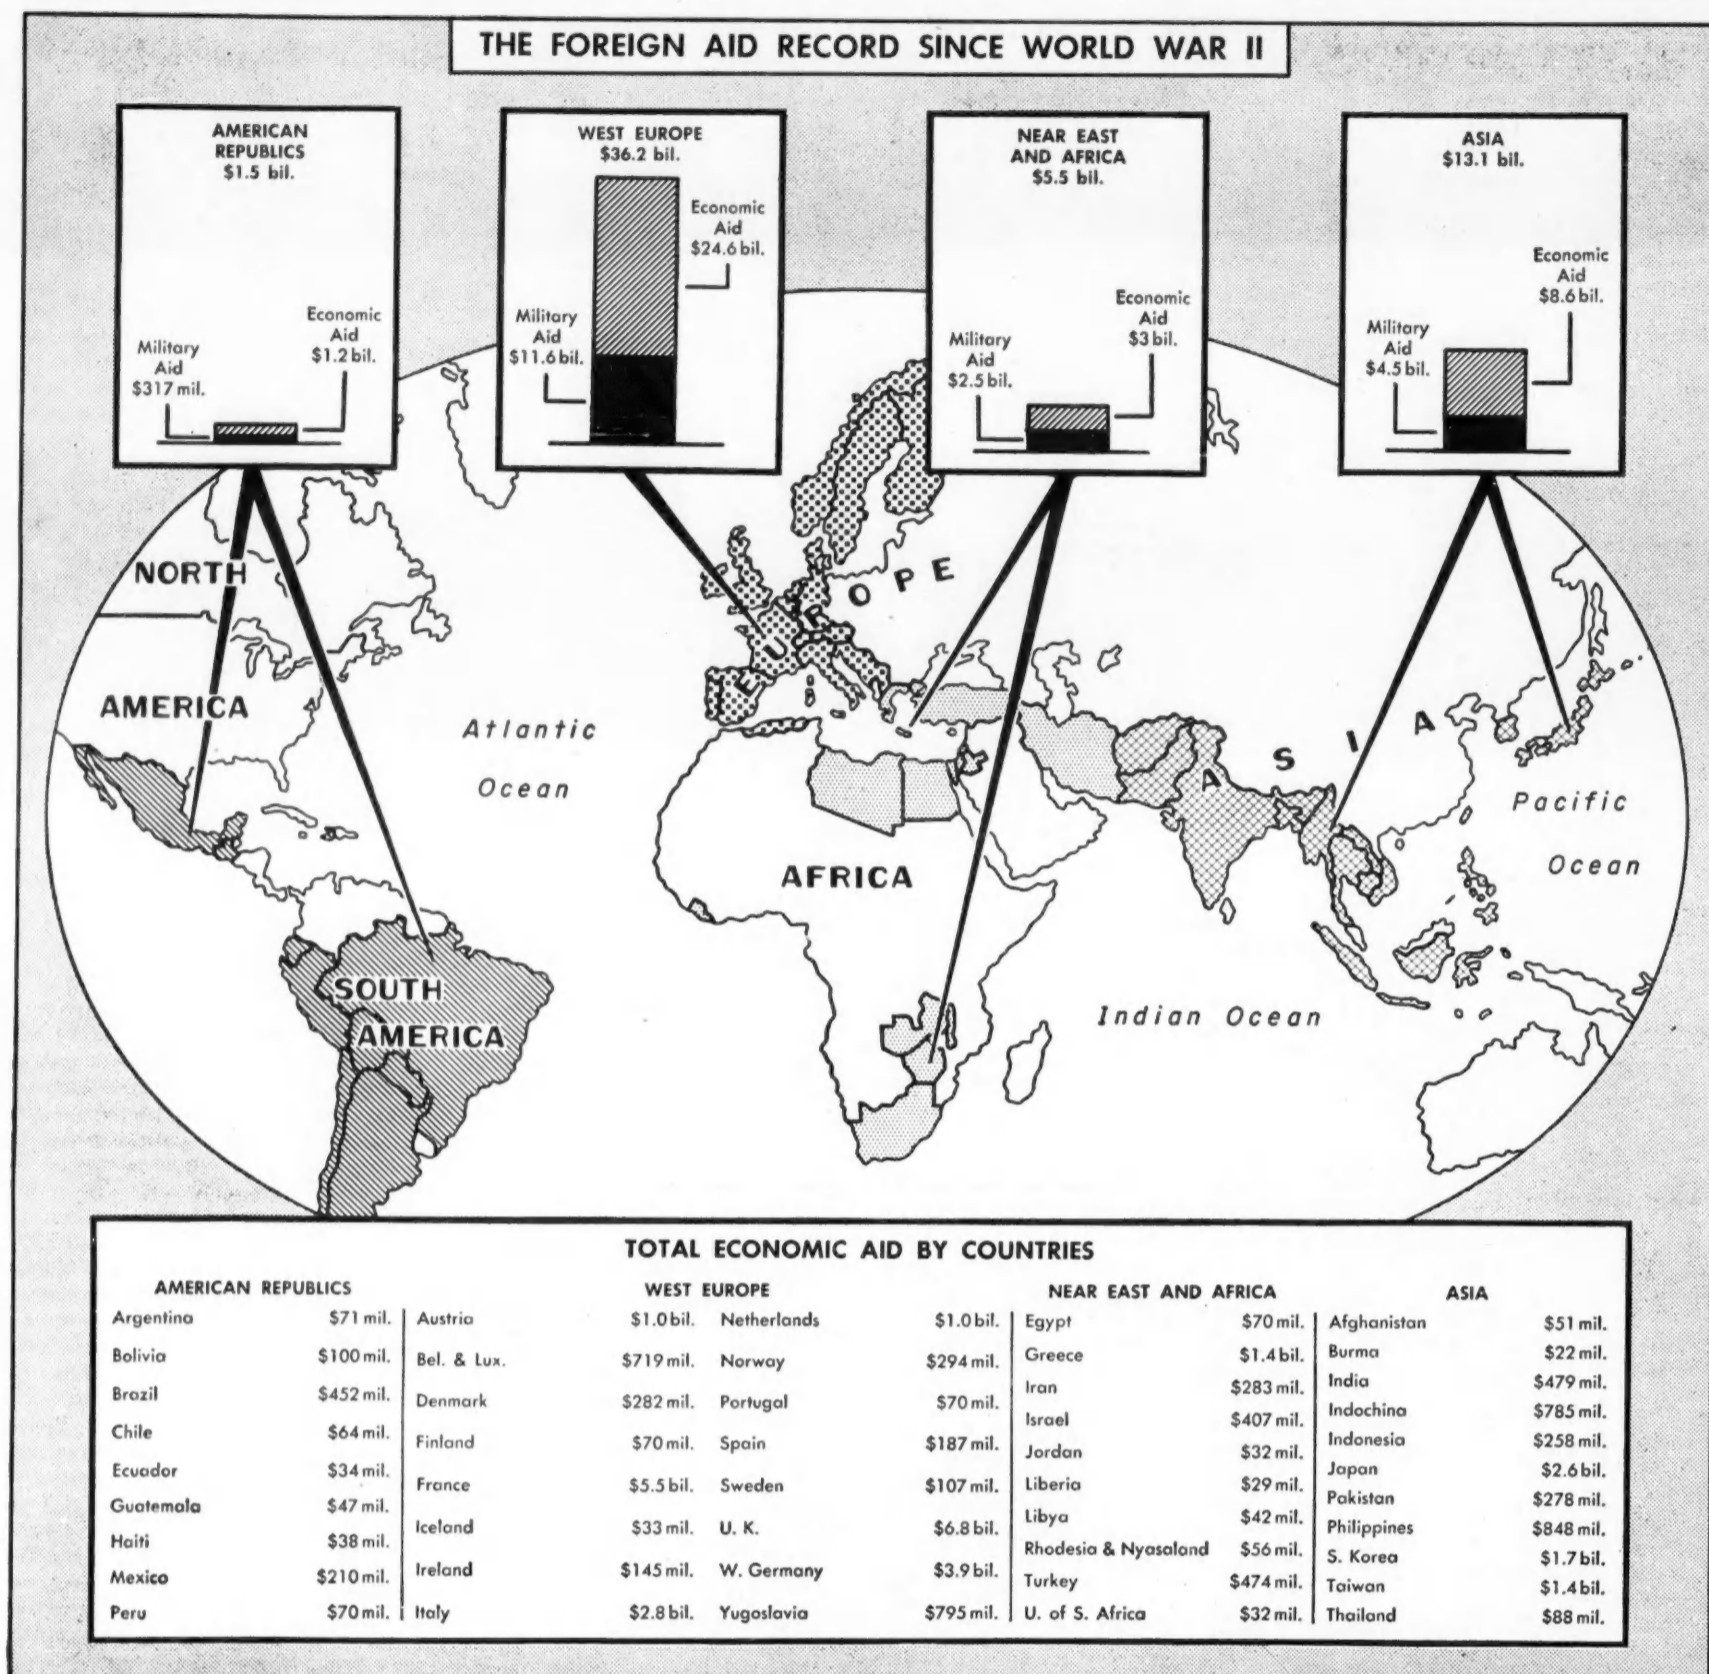 THE FOREIGN AID RECORD SINCE WORLD WAR II
AMERICAN
REPUBLICS
$1.5 bil.
Military
Aid
$317 mil.
Economic
Aid
$1.2 bil.
WEST EUROPE
$36.2 bil.
Economic
Aid
$24.6 bil.
Military
Aid
$11.6 bil.
NEAR EAST
AND AFRICA
$5.5 bil.
Economic
Aid
$3 bil.
Military
Aid
$2.5 bil.
ASIA
$13.1 bil.
Economic
Aid
$8.6 bil.
Military
Aid
$4.5 bil.
NORTH
AMERICA
Atlantic
Ocean
EUROPE
ASIA
Pacific
Ocean
AFRICA
SOUTH
AMERICA
Indian Ocean
TOTAL ECONOMIC AID BY COUNTRIES
AMERICAN REPUBLICS
Argentina $71 mil.
Bolivia $100 mil.
Brazil $452 mil.
Chile $64 mil.
Ecuador $34 mil.
Guatemala $47 mil.
Haiti $38 mil.
Mexico $210 mil.
Peru $70 mil.
WEST EUROPE
Austria $1.0 bil.
Bel. & Lux. $719 mil.
Denmark $282 mil.
Finland $70 mil.
France $5.5 bil.
Iceland $33 mil.
Ireland $145 mil.
Italy $2.8 bil.
Netherlands $1.0 bil.
Norway $294 mil.
Portugal $70 mil.
Spain $187 mil.
Sweden $107 mil.
U. K. $6.8 bil.
W. Germany $3.9 bil.
Yugoslavia $795 mil.
NEAR EAST AND AFRICA
Egypt $70 mil.
Greece $1.4 bil.
Iran $283 mil.
Israel $407 mil.
Jordan $32 mil.
Liberia $29 mil.
Libya $42 mil.
Rhodesia & Nyasaland $56 mil.
Turkey $474 mil.
U. of S. Africa $32 mil.
ASIA
Afghanistan $51 mil.
Burma $22 mil.
India $479 mil.
Indochina $785 mil.
Indonesia $258 mil.
Japan $2.6 bil.
Pakistan $278 mil.
Philippines $848 mil.
S. Korea $1.7 bil.
Taiwan $1.4 bil.
Thailand $88 mil.